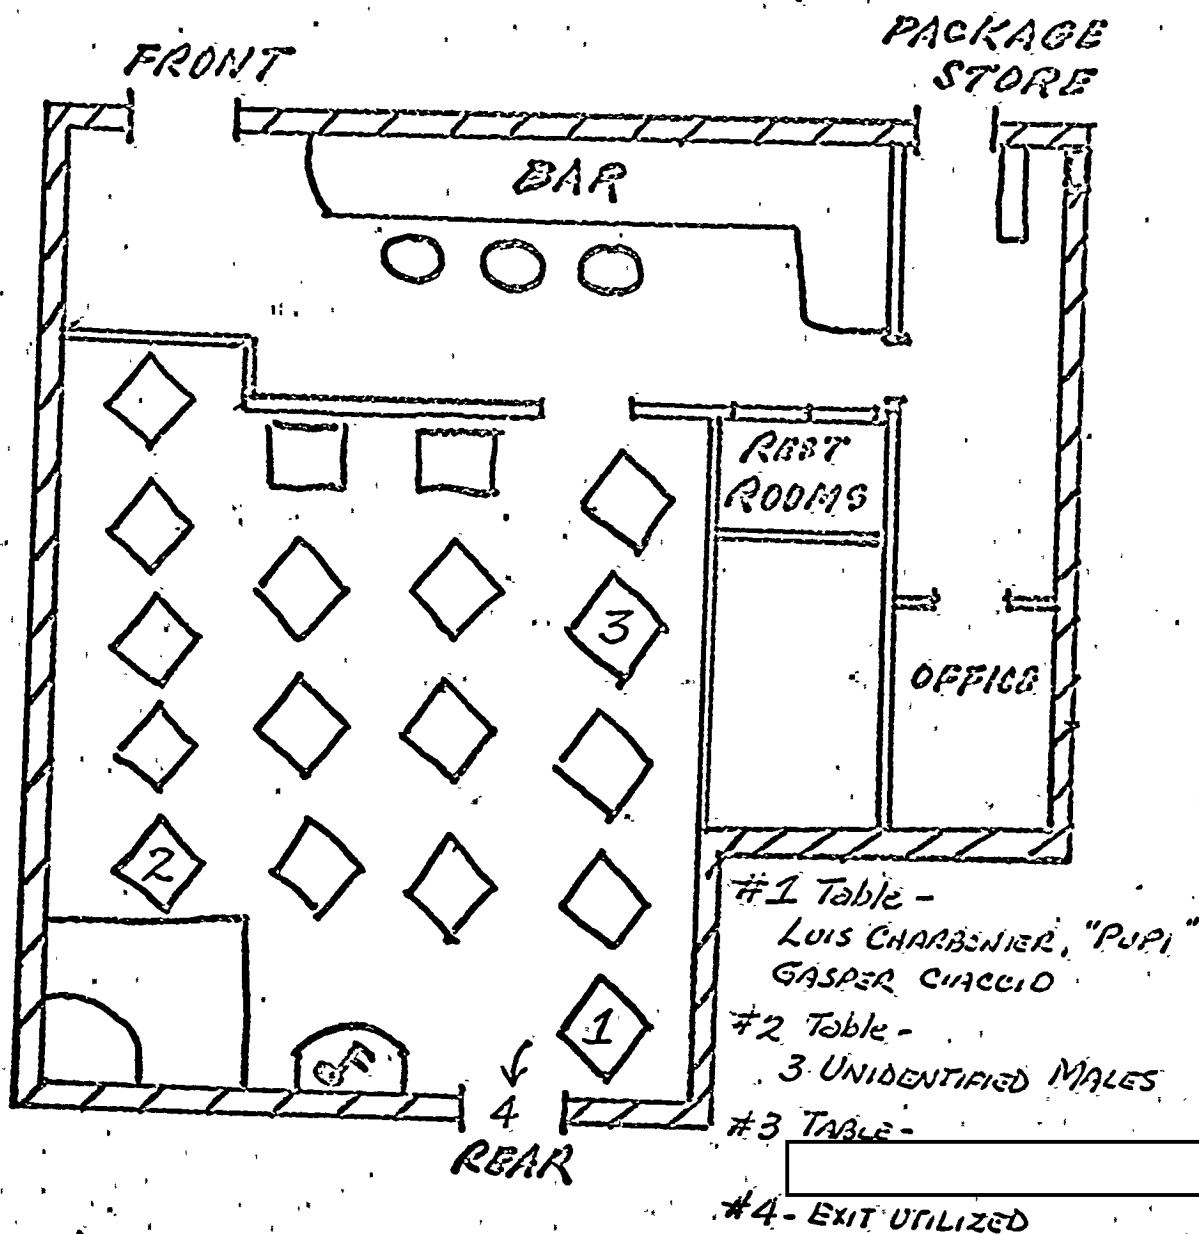 FRONT
PACKAGE
STORE
BAR
REST
ROOMS
3
OFFICE
2
1
4
REAR
#1 Table -
LUIS CHARBENIER, "PUPI"
GASPER CIACCIO
#2 Table -
3 UNIDENTIFIED MALES
#3 TABLE -
#4 - EXIT UTILIZED